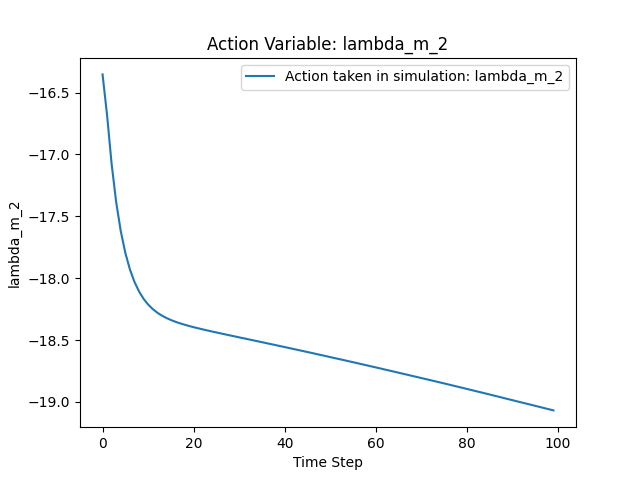 Action Variable: lambda_m_2
Action taken in simulation: lambda_m_2
−16.5
−17.0
−17.5
−18.0
−18.5
−19.0
lambda_m_2
0 20 40 60 80 100
Time Step